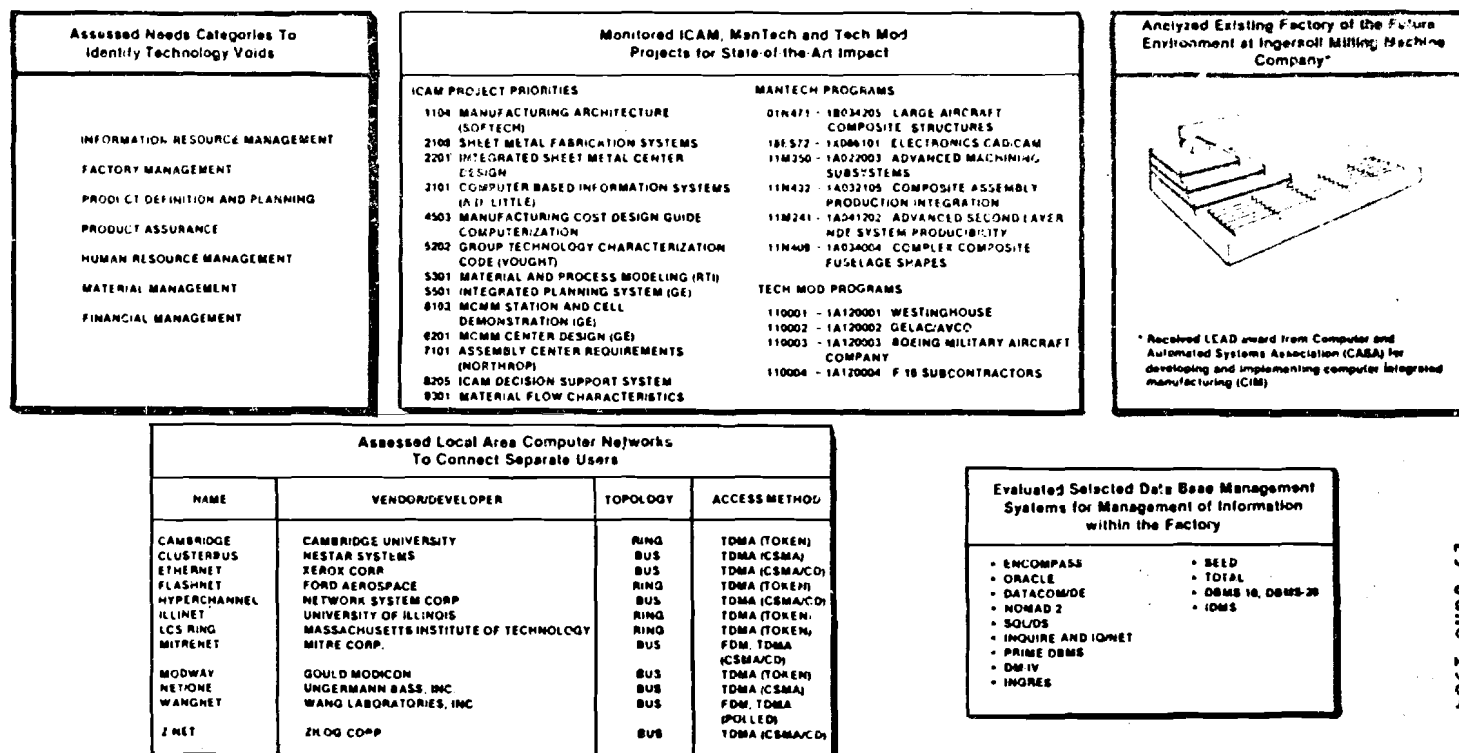 Assessed Needs Categories To
Identify Technology Voids
INFORMATION RESOURCE MANAGEMENT
FACTORY MANAGEMENT
PRODUCT DEFINITION AND PLANNING
PRODUCT ASSURANCE
HUMAN RESOURCE MANAGEMENT
MATERIAL MANAGEMENT
FINANCIAL MANAGEMENT
Monitored ICAM, ManTech and Tech Mod
Projects for State-of-the-Art Impact
ICAM PROJECT PRIORITIES
1104 MANUFACTURING ARCHITECTURE
(SOFTECH)
2100 SHEET METAL FABRICATION SYSTEMS
2201 INTEGRATED SHEET METAL CENTER
DESIGN
3101 COMPUTER BASED INFORMATION SYSTEMS
(A.D. LITTLE)
4503 MANUFACTURING COST DESIGN GUIDE
COMPUTERIZATION
5202 GROUP TECHNOLOGY CHARACTERIZATION
CODE (VOUGHT)
5301 MATERIAL AND PROCESS MODELING (RTI)
5501 INTEGRATED PLANNING SYSTEM (GE)
6102 MCMM STATION AND CELL
DEMONSTRATION (GE)
6201 MCMM CENTER DESIGN (GE)
7101 ASSEMBLY CENTER REQUIREMENTS
(NORTHROP)
8205 ICAM DECISION SUPPORT SYSTEM
9301 MATERIAL FLOW CHARACTERISTICS
MANTECH PROGRAMS
01N471 - 1B034205 LARGE AIRCRAFT
COMPOSITE STRUCTURES
ELECTRONICS CAD/CAM
11M350 - 1A022003 ADVANCED MACHINING
SUBSYSTEMS
11N432 - 1A032105 COMPOSITE ASSEMBLY
PRODUCTION INTEGRATION
11M241 - 1A041202 ADVANCED SECOND LAYER
NDE SYSTEM PRODUCIBILITY
11N409 - 1A034004 COMPLEX COMPOSITE
FUSELAGE SHAPES
TECH MOD PROGRAMS
110001 - 1A120001 WESTINGHOUSE
110002 - 1A120002 GELAC/AVCO
110003 - 1A120003 BOEING MILITARY AIRCRAFT
COMPANY
110004 - 1A120004 F 16 SUBCONTRACTORS
Analyzed Existing Factory of the Future
Environment at Ingersoll Milling Machine
Company*
* Received LEAD award from Computer and
Automated Systems Association (CASA) for
developing and implementing computer integrated
manufacturing (CIM)
Assessed Local Area Computer Networks
To Connect Separate Users
NAME VENDOR/DEVELOPER TOPOLOGY ACCESS METHOD
CAMBRIDGE CAMBRIDGE UNIVERSITY RING TDMA (TOKEN)
CLUSTERBUS NESTAR SYSTEMS BUS TDMA (CSMA)
ETHERNET XEROX CORP BUS TDMA (CSMA/CD)
FLASHNET FORD AEROSPACE RING TDMA (TOKEN)
HYPERCHANNEL NETWORK SYSTEM CORP BUS TDMA (CSMA/CD)
ILLINET UNIVERSITY OF ILLINOIS RING TDMA (TOKEN)
LCS RING MASSACHUSETTS INSTITUTE OF TECHNOLOGY RING TDMA (TOKEN)
MITRENET MITRE CORP. BUS FDM, TDMA
(CSMA/CD)
MODWAY GOULD MODICON BUS TDMA (TOKEN)
NET/ONE UNGERMANN BASS, INC BUS TDMA (CSMA)
WANGNET WANG LABORATORIES, INC BUS FDM, TDMA
(POLLED)
Z NET ZILOG CORP BUS TDMA (CSMA/CD)
Evaluated Selected Data Base Management
Systems for Management of Information
within the Factory
• ENCOMPASS
• ORACLE
• DATACOM/DE
• NOMAD 2
• SQL/DS
• INQUIRE AND IQ/NET
• PRIME DBMS
• DM-IV
• INGRES
• SEED
• TOTAL
• DBMS 10, DBMS-20
• IDMS